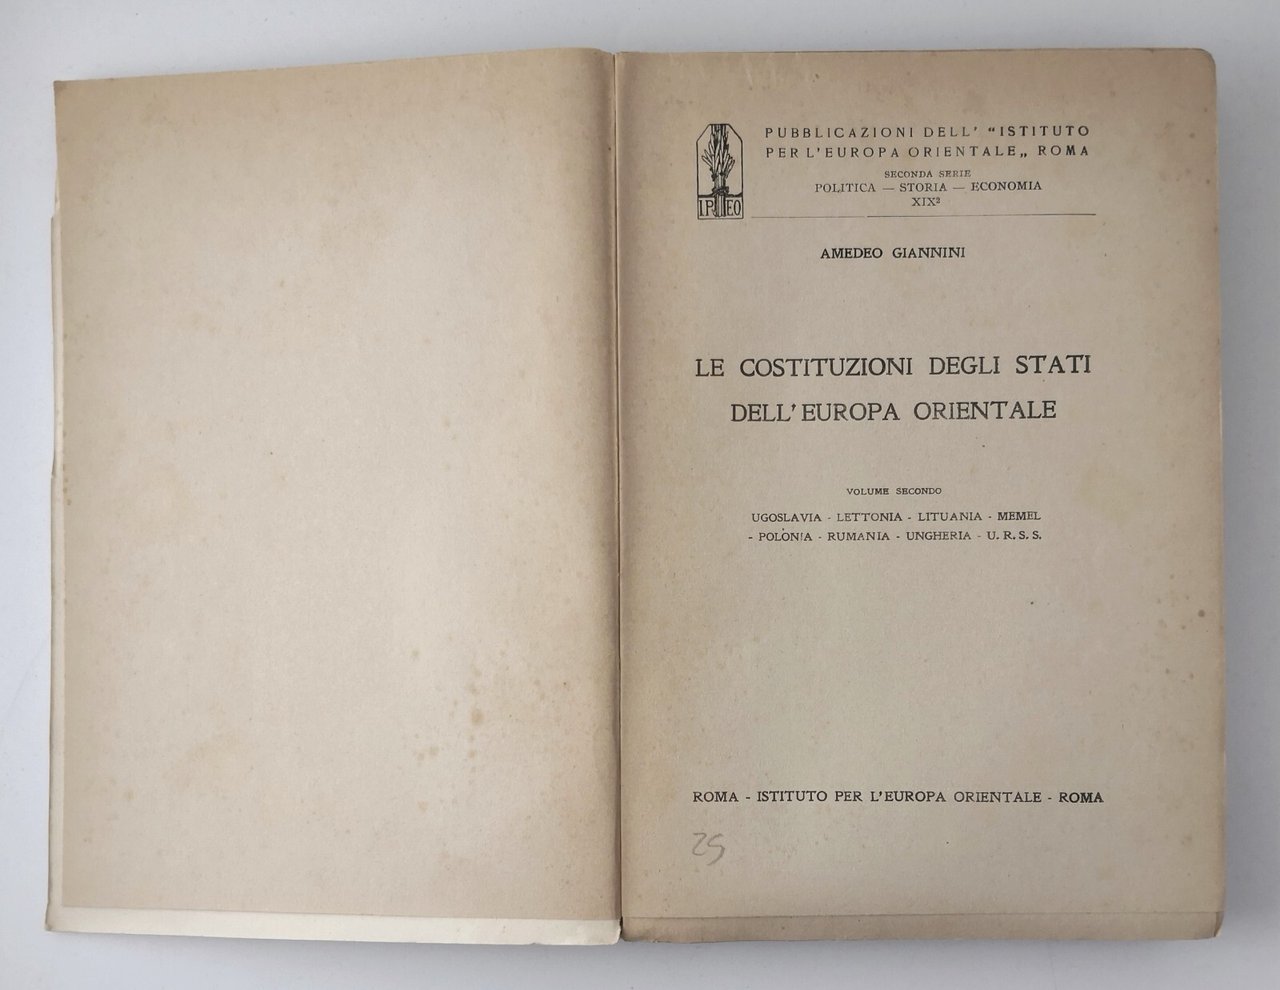 PUBBLICAZIONI DELL' “ISTITUTO
PER L'EUROPA ORIENTALE„ ROMA
SECONDA SERIE
POLITICA — STORIA — ECONOMIA
XIX²
IPEO
AMEDEO GIANNINI
LE COSTITUZIONI DEGLI STATI
DELL'EUROPA ORIENTALE
VOLUME SECONDO
UGOSLAVIA - LETTONIA - LITUANIA - MEMEL
- POLONIA - RUMANIA - UNGHERIA - U. R. S. S.
ROMA - ISTITUTO PER L'EUROPA ORIENTALE - ROMA
25